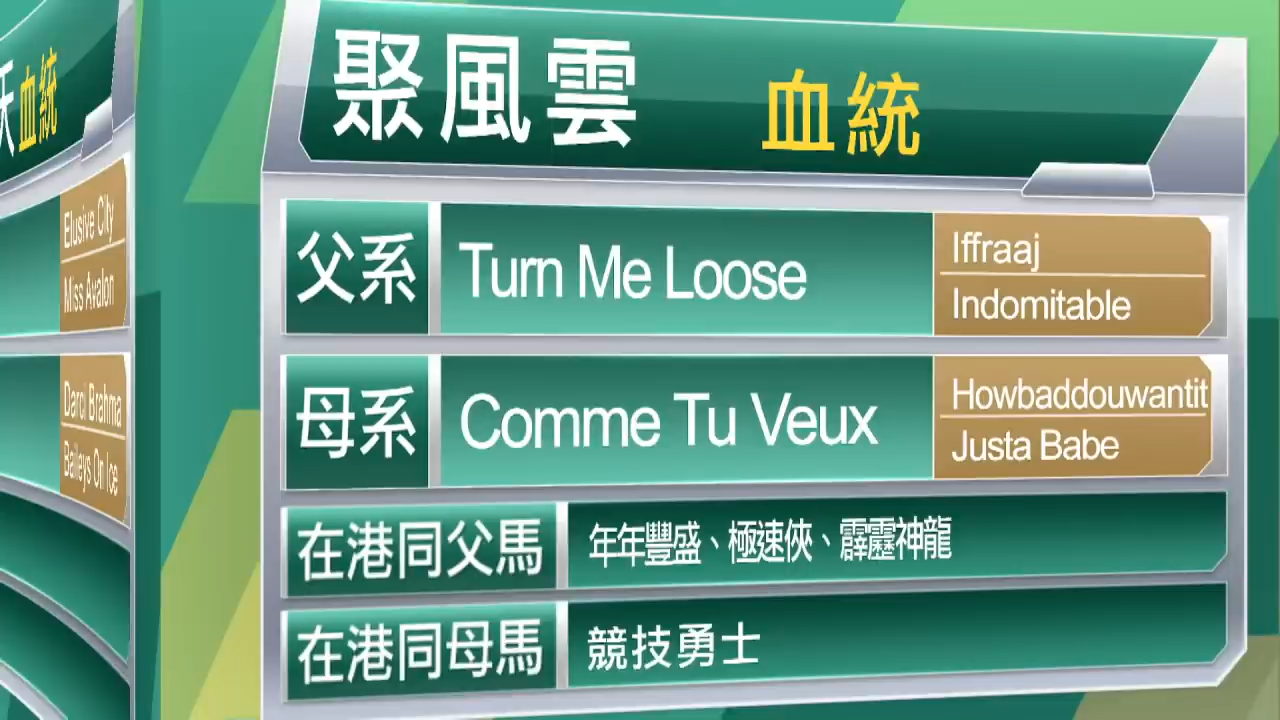 天血統
Elusive City
Miss Avalon
Darci Brahma
Baileys On Ice
聚風雲 血統
父系 Turn Me Loose
Iffraaj
Indomitable
母系 Comme Tu Veux
Howbaddouwantit
Justa Babe
在港同父馬 年年豐盛、極速俠、霹靂神龍
在港同母馬 競技勇士